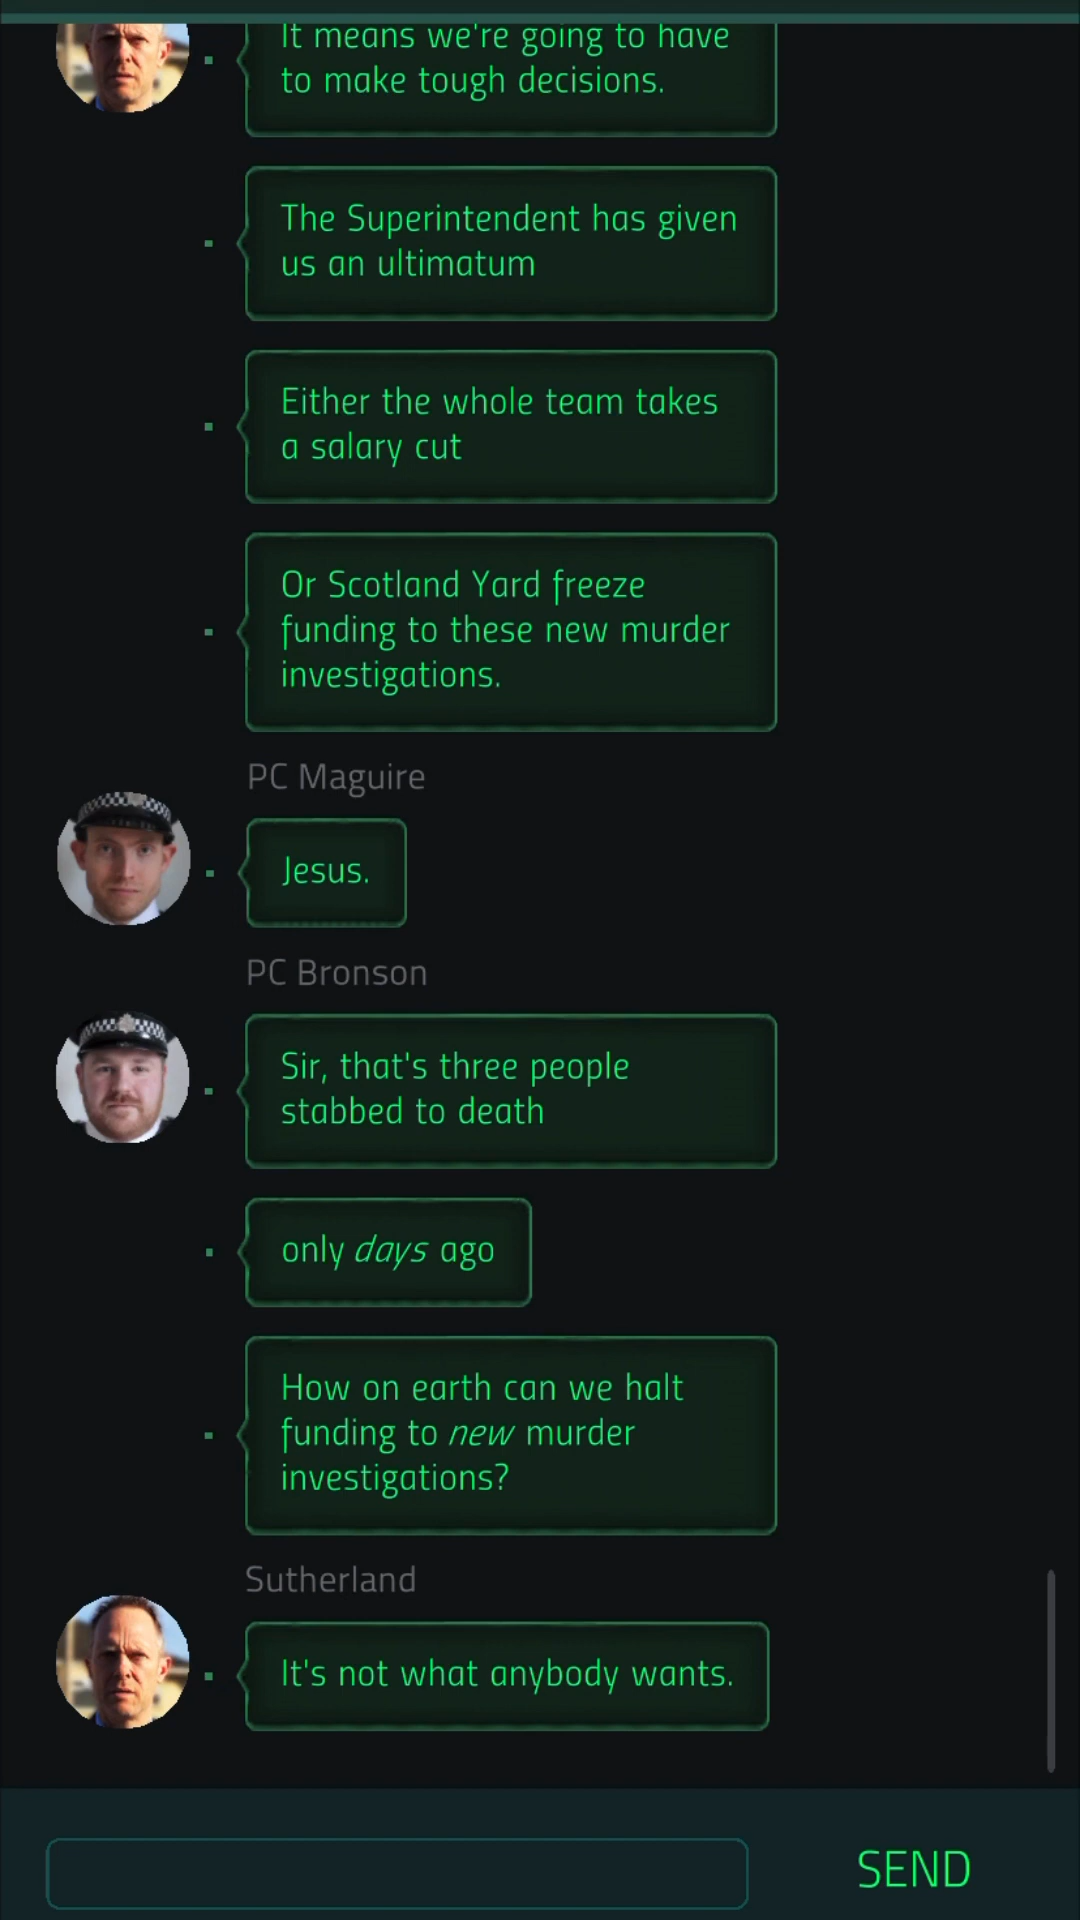 It means we're going to have
to make tough decisions.
The Superintendent has given
us an ultimatum
Either the whole team takes
a salary cut
Or Scotland Yard freeze
funding to these new murder
investigations.
PC Maguire
Jesus.
PC Bronson
Sir, that's three people
stabbed to death
only days ago
How on earth can we halt
funding to new murder
investigations?
Sutherland
It's not what anybody wants.
SEND